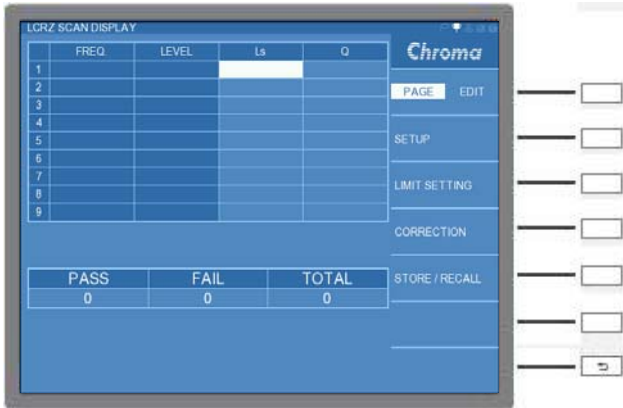 LCRZ SCAN DISPLAY
Chroma
FREQ. LEVEL Ls Q
1
2
3
4
5
6
7
8
9
PAGE EDIT
SETUP
LIMIT SETTING
CORRECTION
STORE / RECALL
PASS FAIL TOTAL
0 0 0